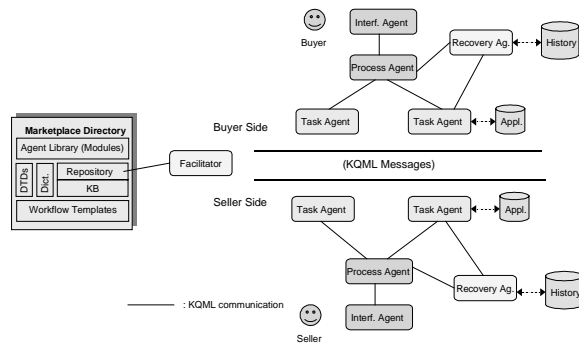 Interf. Agent
Buyer
Recovery Ag.
History
Process Agent
Task Agent
Task Agent
Appl.
Buyer Side
Marketplace Directory
Agent Library (Modules)
DTDs
Dict.
Repository
KB
Workflow Templates
Facilitator
(KQML Messages)
Seller Side
Task Agent
Task Agent
Appl.
Process Agent
Recovery Ag.
History
: KQML communication
Interf. Agent
Seller